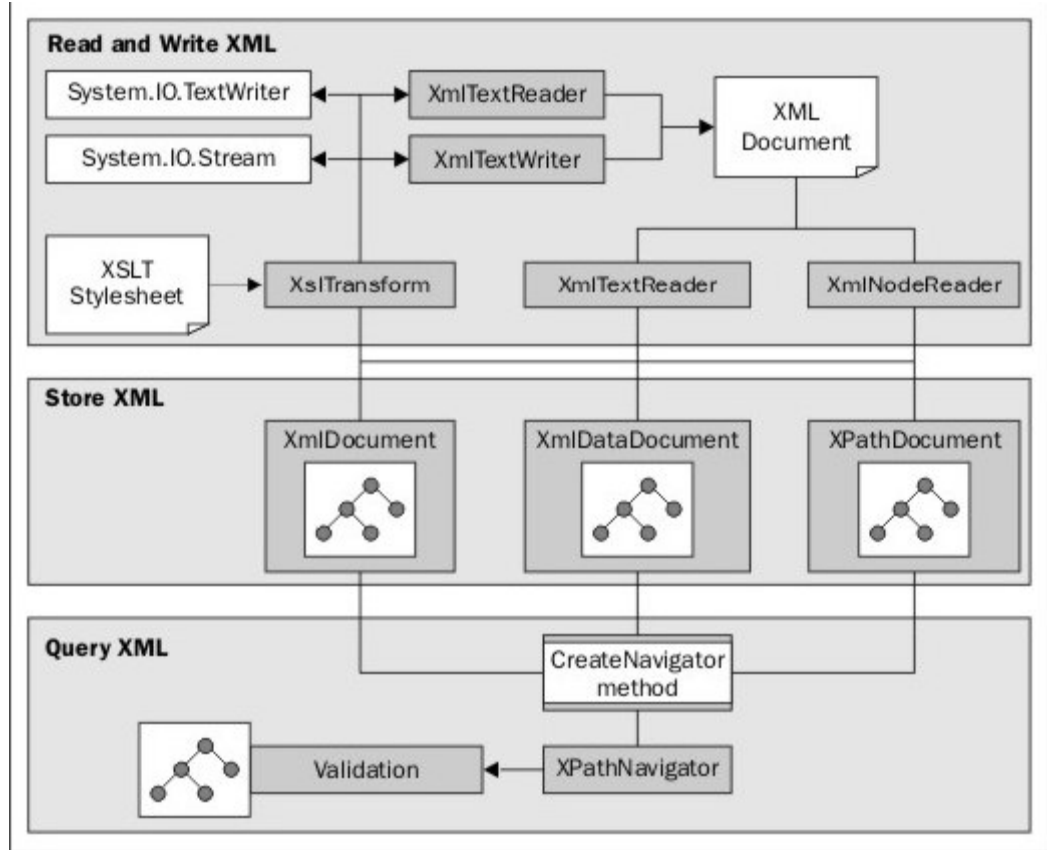 Read and Write XML
System.IO.TextWriter
XmlTextReader
XML
Document
System.IO.Stream
XmlTextWriter
XSLT
Stylesheet
XslTransform
XmlTextReader
XmlNodeReader
Store XML
XmlDocument
XmlDataDocument
XPathDocument
Query XML
CreateNavigator
method
Validation
XPathNavigator